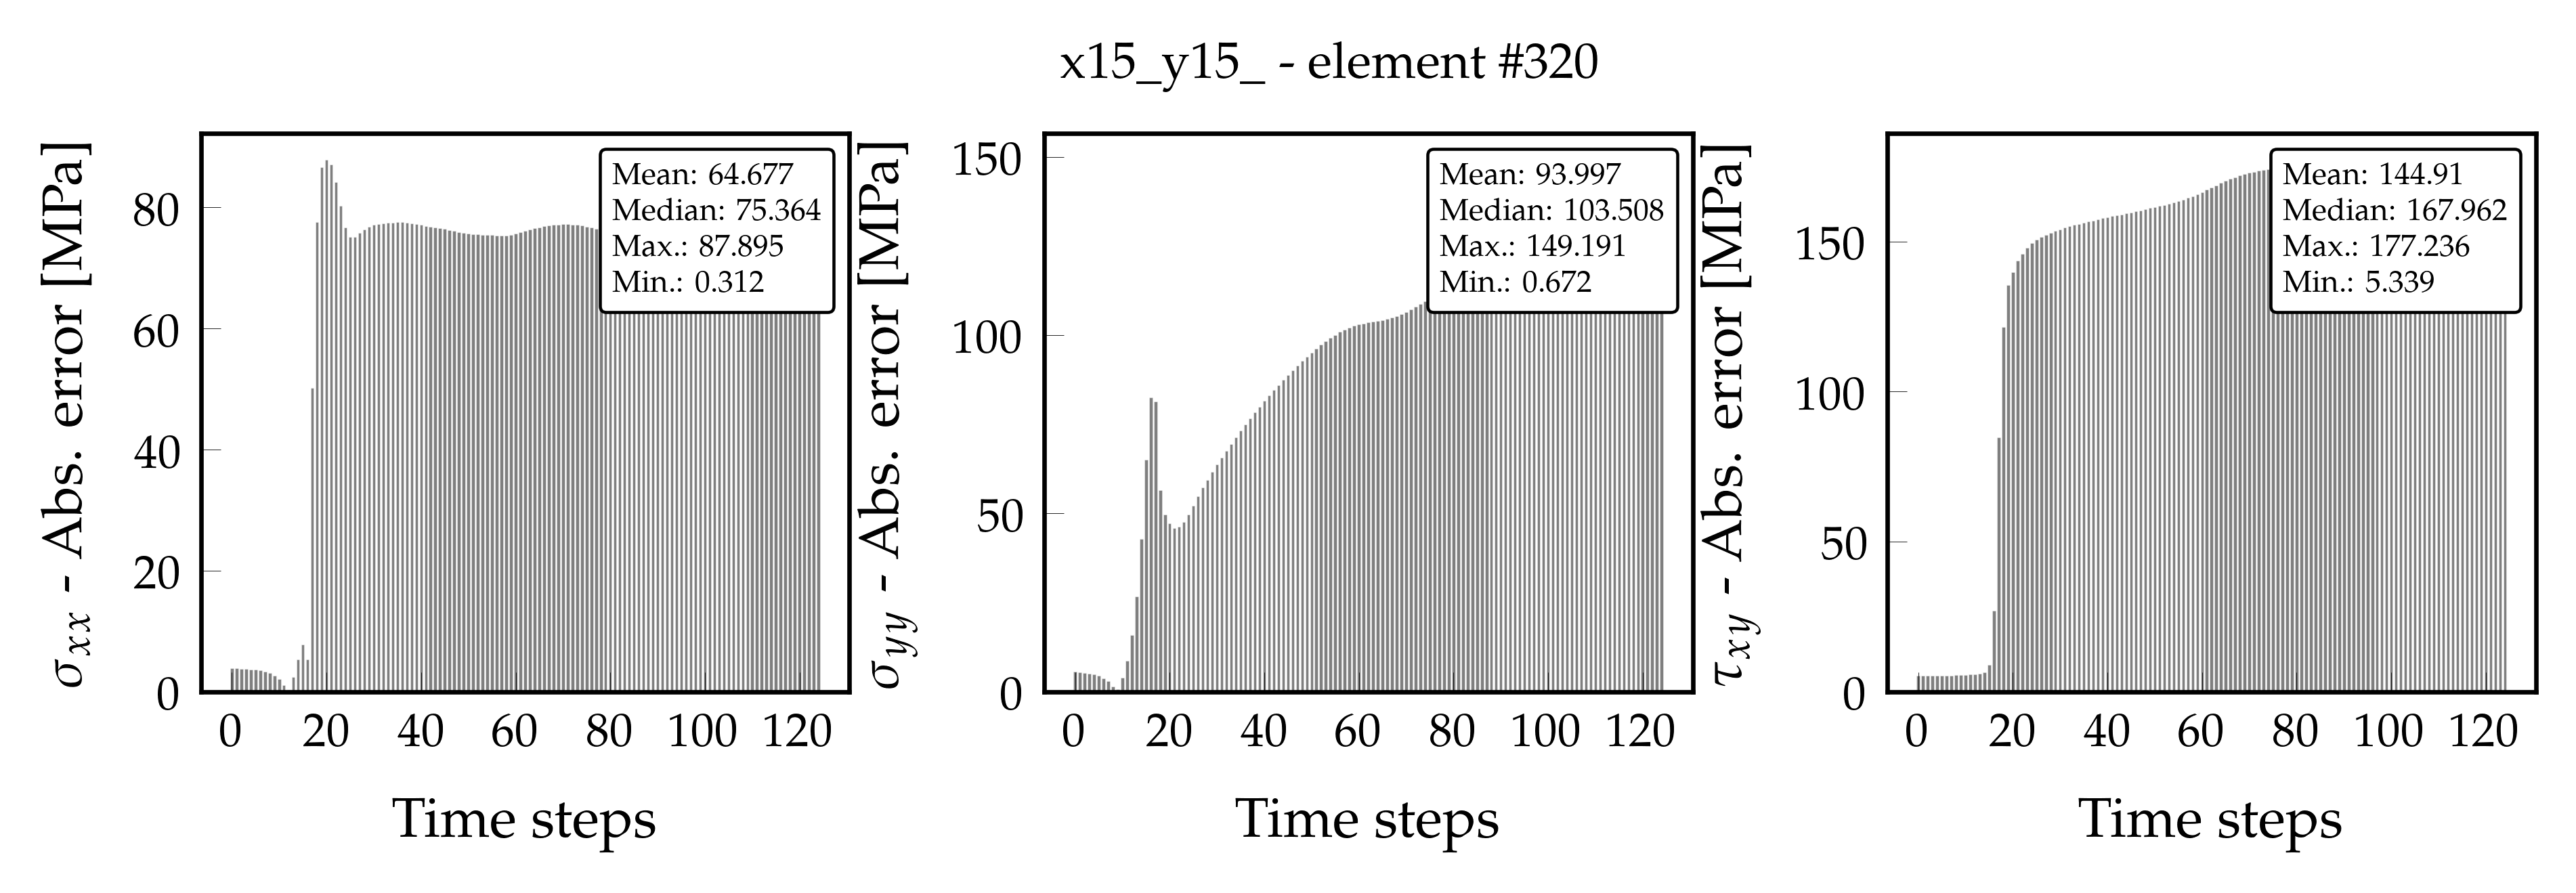 x15_y15_ - element #320
σxx - Abs. error [MPa]
80
60
40
20
0
Mean: 64.677
Median: 75.364
Max.: 87.895
Min.: 0.312
0 20 40 60 80 100 120
Time steps
σyy - Abs. error [MPa]
150
100
50
0
Mean: 93.997
Median: 103.508
Max.: 149.191
Min.: 0.672
0 20 40 60 80 100 120
Time steps
τxy - Abs. error [MPa]
150
100
50
0
Mean: 144.91
Median: 167.962
Max.: 177.236
Min.: 5.339
0 20 40 60 80 100 120
Time steps